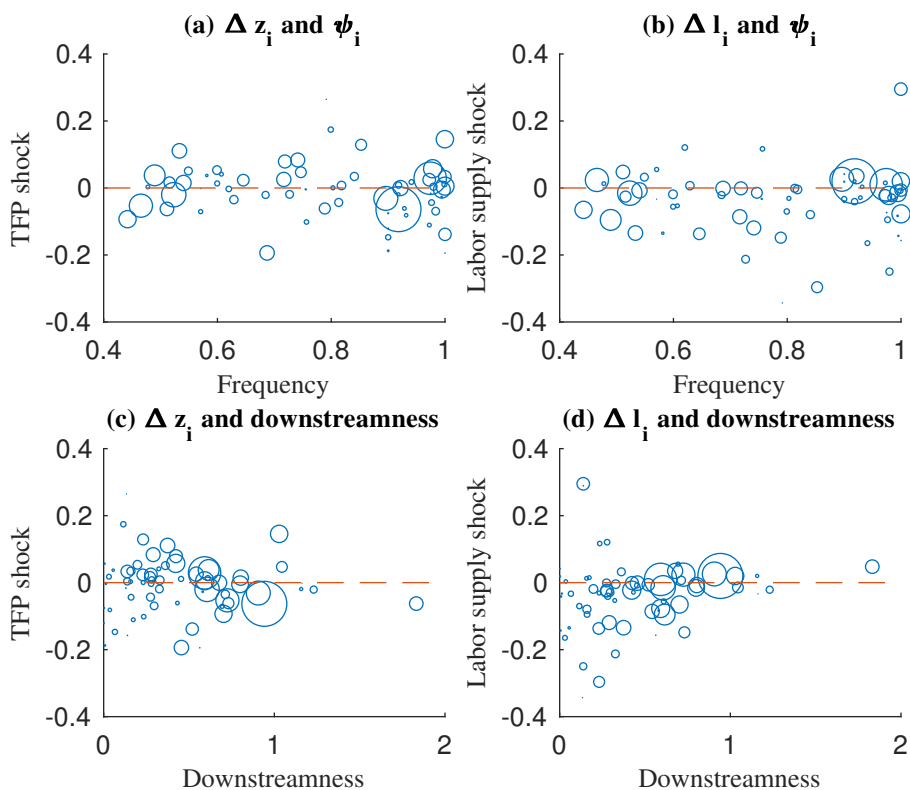 (a) Δ z_i and ψ_i
0.4
0.2
0
-0.2
-0.4
TFP shock
0.4 0.6 0.8 1
Frequency
(b) Δ l_i and ψ_i
0.4
0.2
0
-0.2
-0.4
Labor supply shock
0.4 0.6 0.8 1
Frequency
(c) Δ z_i and downstreamness
0.4
0.2
0
-0.2
-0.4
TFP shock
0 1 2
Downstreamness
(d) Δ l_i and downstreamness
0.4
0.2
0
-0.2
-0.4
Labor supply shock
0 1 2
Downstreamness